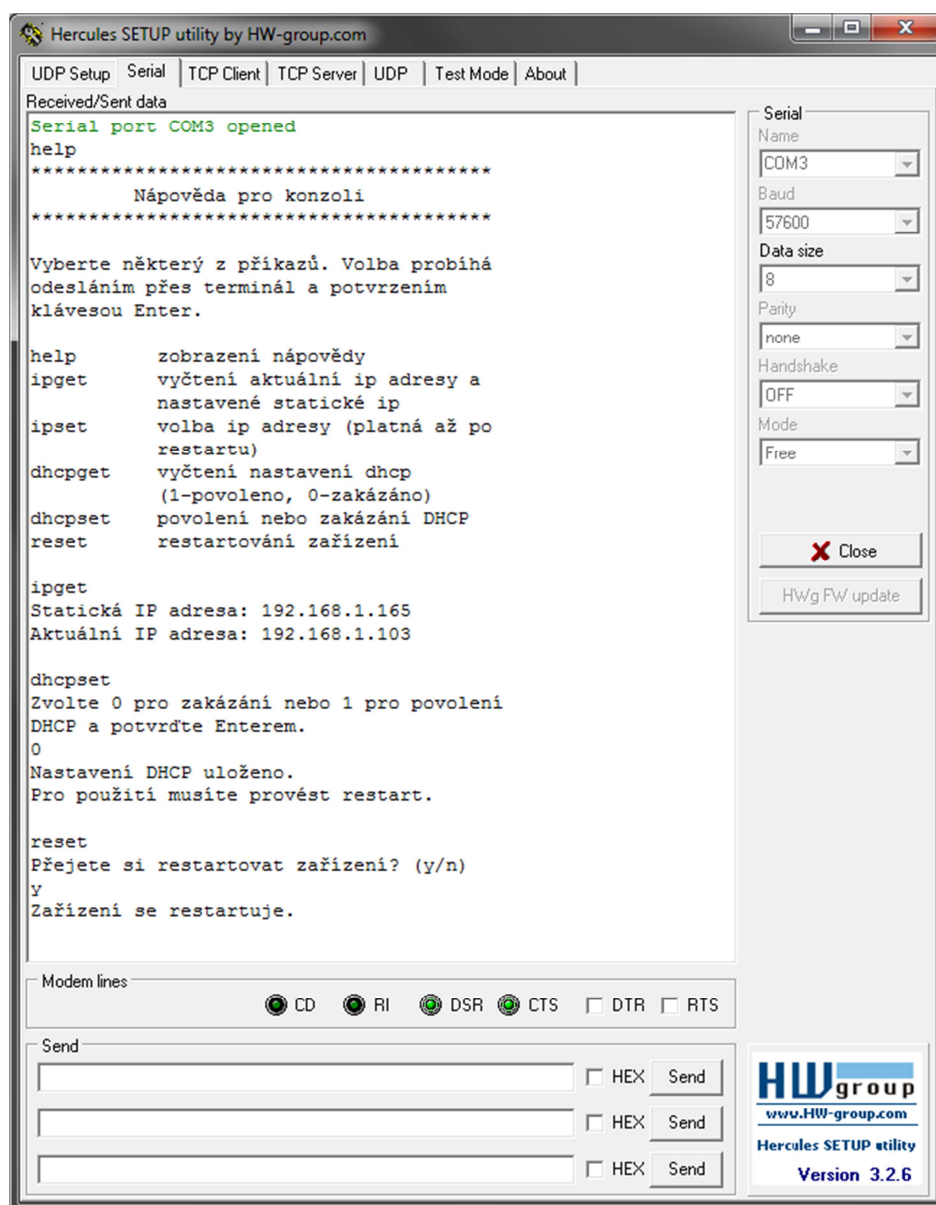 Hercules SETUP utility by HW-group.com
UDP Setup Serial TCP Client TCP Server UDP Test Mode About
Received/Sent data
Serial port COM3 opened
help
****************************************
Nápověda pro konzoli
****************************************
Vyberte některý z příkazů. Volba probíhá
odesláním přes terminál a potvrzením
klávesou Enter.
help zobrazení nápovědy
ipget vyčtení aktuální ip adresy a
nastavené statické ip
ipset volba ip adresy (platná až po
restartu)
dhcpget vyčtení nastavení dhcp
(1-povoleno, 0-zakázáno)
dhcpset povolení nebo zakázání DHCP
reset restartování zařízení
ipget
Statická IP adresa: 192.168.1.165
Aktuální IP adresa: 192.168.1.103
dhcpset
Zvolte 0 pro zakázání nebo 1 pro povolení
DHCP a potvrďte Enterem.
0
Nastavení DHCP uloženo.
Pro použití musíte provést restart.
reset
Přejete si restartovat zařízení? (y/n)
y
Zařízení se restartuje.
Serial
Name
COM3
Baud
57600
Data size
8
Parity
none
Handshake
OFF
Mode
Free
Close
HWg FW update
Modem lines
CD RI DSR CTS DTR RTS
Send
HEX Send
HEX Send
HEX Send
HWgroup
www.HW-group.com
Hercules SETUP utility
Version 3.2.6